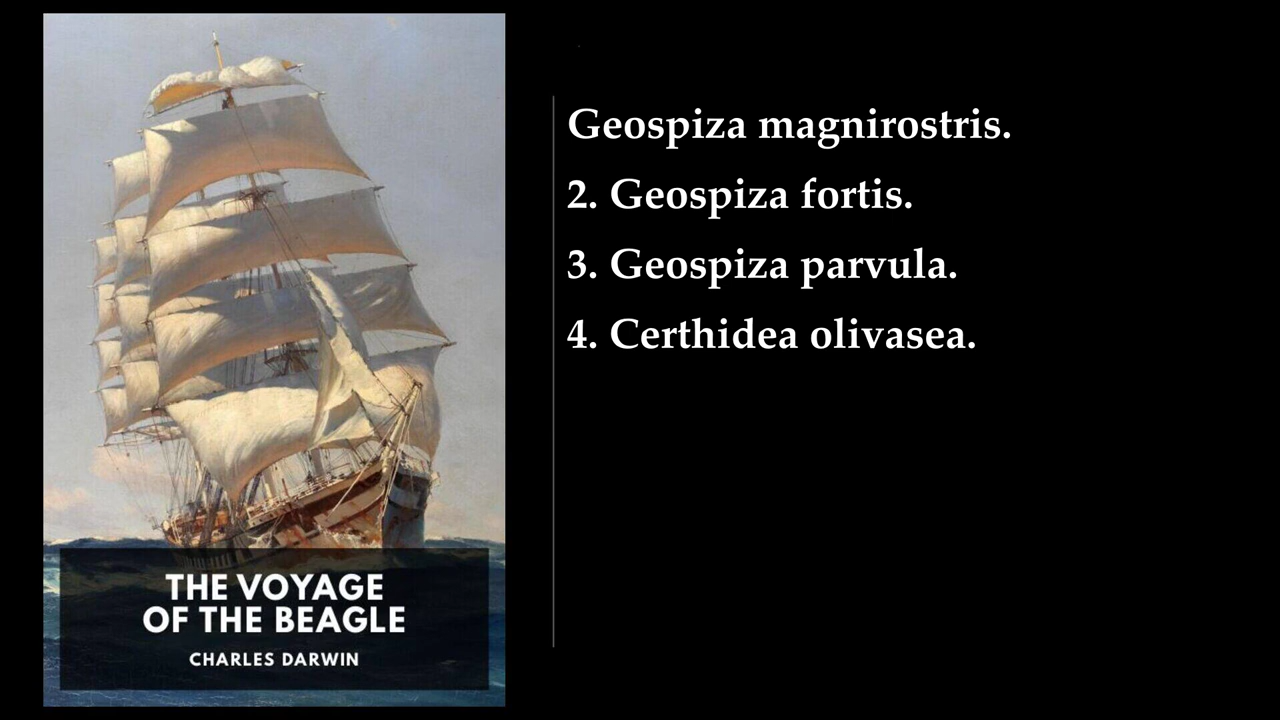 Geospiza magnirostris.
2. Geospiza fortis.
3. Geospiza parvula.
4. Certhidea olivasea.
THE VOYAGE
OF THE BEAGLE
CHARLES DARWIN